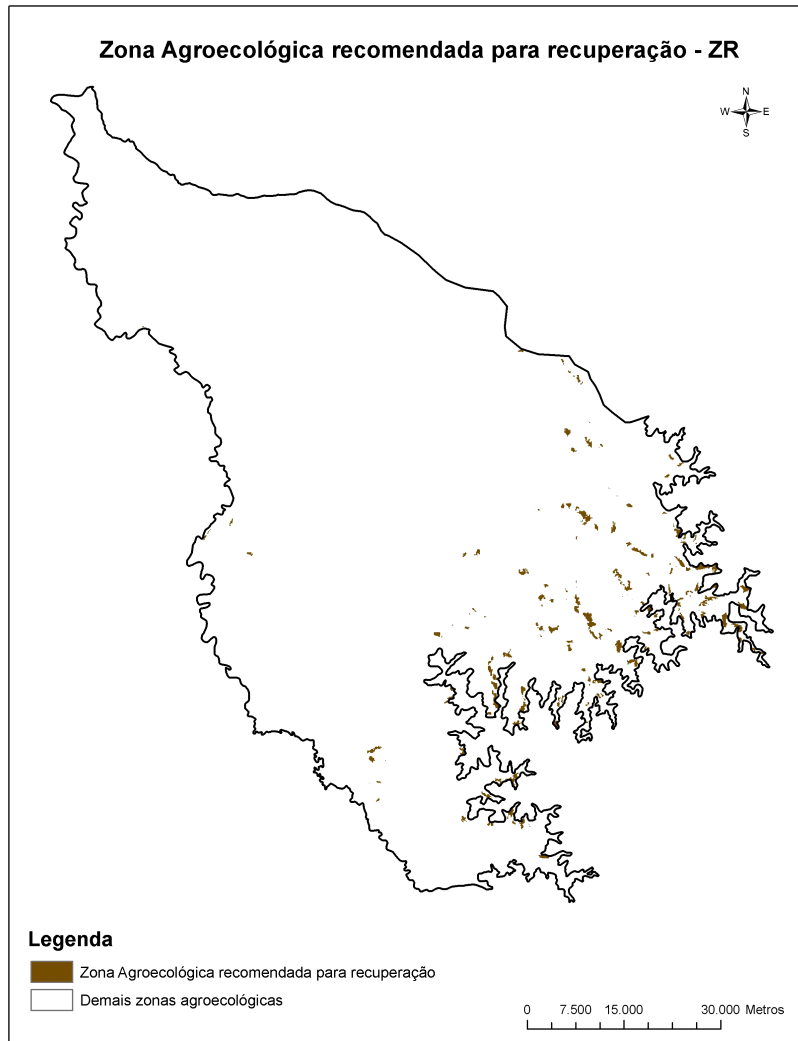 Zona Agroecológica recomendada para recuperação - ZR
N
W E
S
Legenda
Zona Agroecológica recomendada para recuperação
Demais zonas agroecológicas
0 7.500 15.000 30.000 Metros